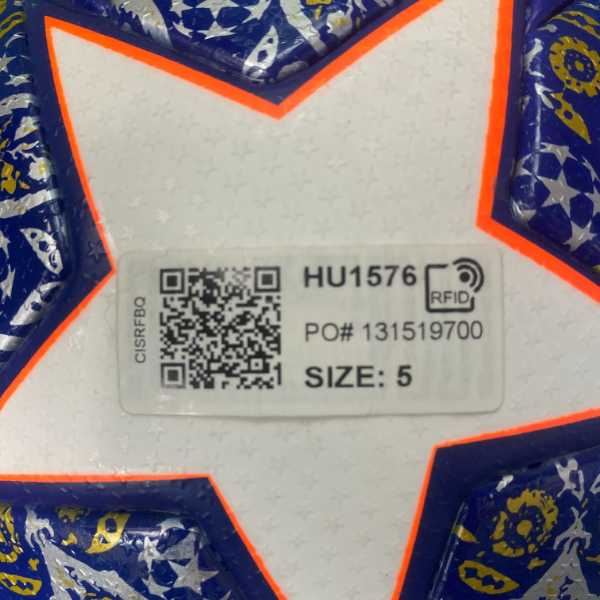 CISRFBQ
HU1576
RFID
PO# 131519700
SIZE: 5